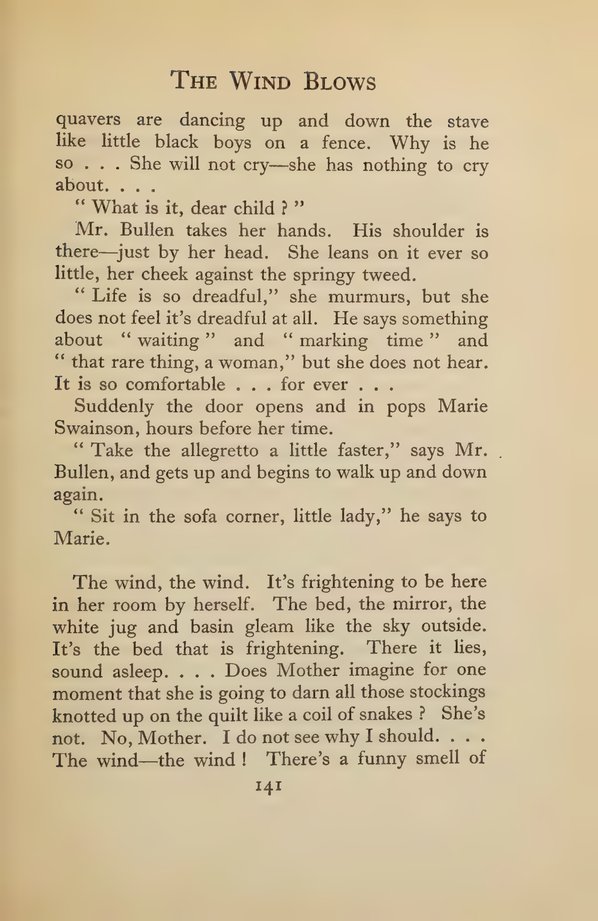 THE WIND BLOWS
quavers are dancing up and down the stave
like little black boys on a fence. Why is he
so . . . She will not cry—she has nothing to cry
about. . . .
“ What is it, dear child ? ”
Mr. Bullen takes her hands. His shoulder is
there—just by her head. She leans on it ever so
little, her cheek against the springy tweed.
“ Life is so dreadful,” she murmurs, but she
does not feel it’s dreadful at all. He says something
about “ waiting ” and “ marking time ” and
“ that rare thing, a woman,” but she does not hear.
It is so comfortable . . . for ever . . .
Suddenly the door opens and in pops Marie
Swainson, hours before her time.
“ Take the allegretto a little faster,” says Mr.
Bullen, and gets up and begins to walk up and down
again.
“ Sit in the sofa corner, little lady,” he says to
Marie.
The wind, the wind. It’s frightening to be here
in her room by herself. The bed, the mirror, the
white jug and basin gleam like the sky outside.
It’s the bed that is frightening. There it lies,
sound asleep. . . . Does Mother imagine for one
moment that she is going to darn all those stockings
knotted up on the quilt like a coil of snakes ? She’s
not. No, Mother. I do not see why I should. . . .
The wind—the wind ! There’s a funny smell of
141